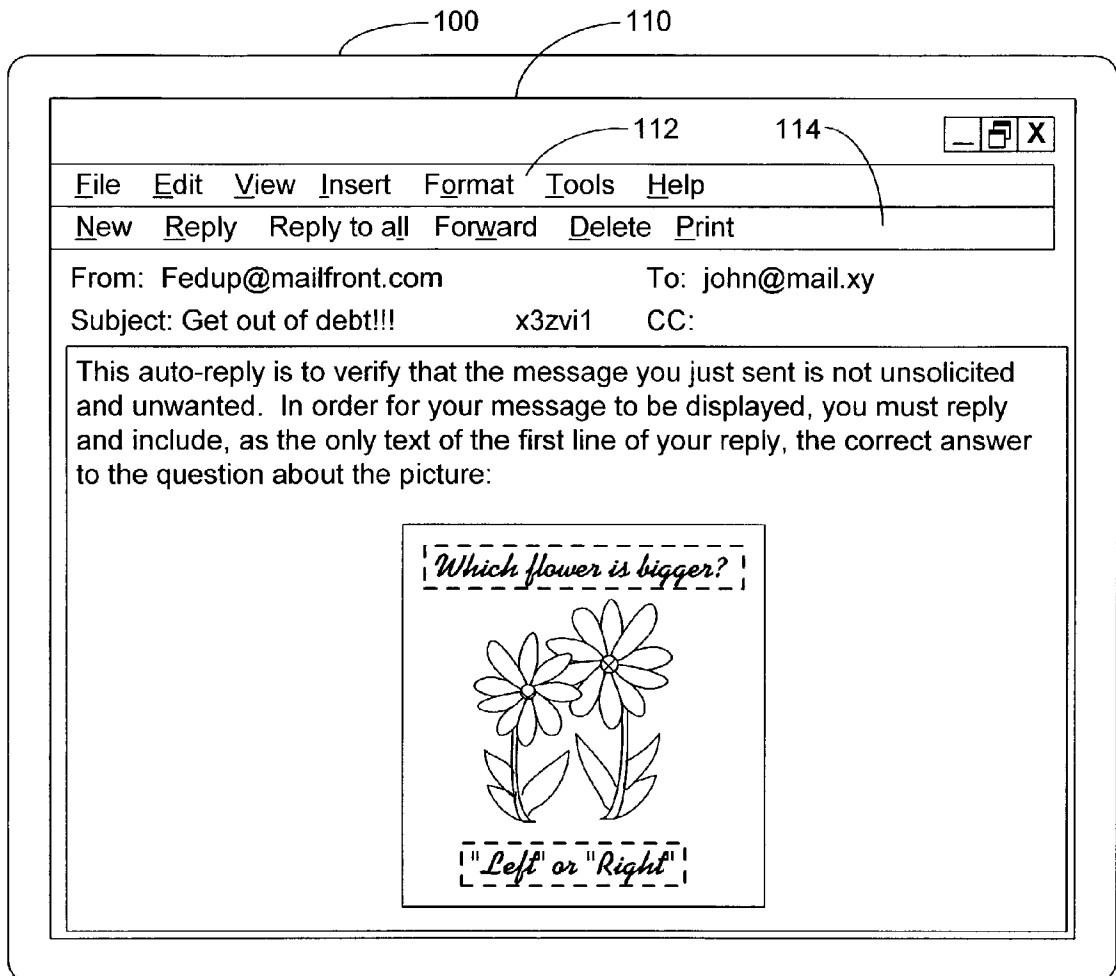 100 110
112 114
_ X
File Edit View Insert Format Tools Help
New Reply Reply to all Forward Delete Print
From: Fedup@mailfront.com To: john@mail.xy
Subject: Get out of debt!!! x3zvi1 CC:
This auto-reply is to verify that the message you just sent is not unsolicited
and unwanted. In order for your message to be displayed, you must reply
and include, as the only text of the first line of your reply, the correct answer
to the question about the picture:
Which flower is bigger?
"Left" or "Right"